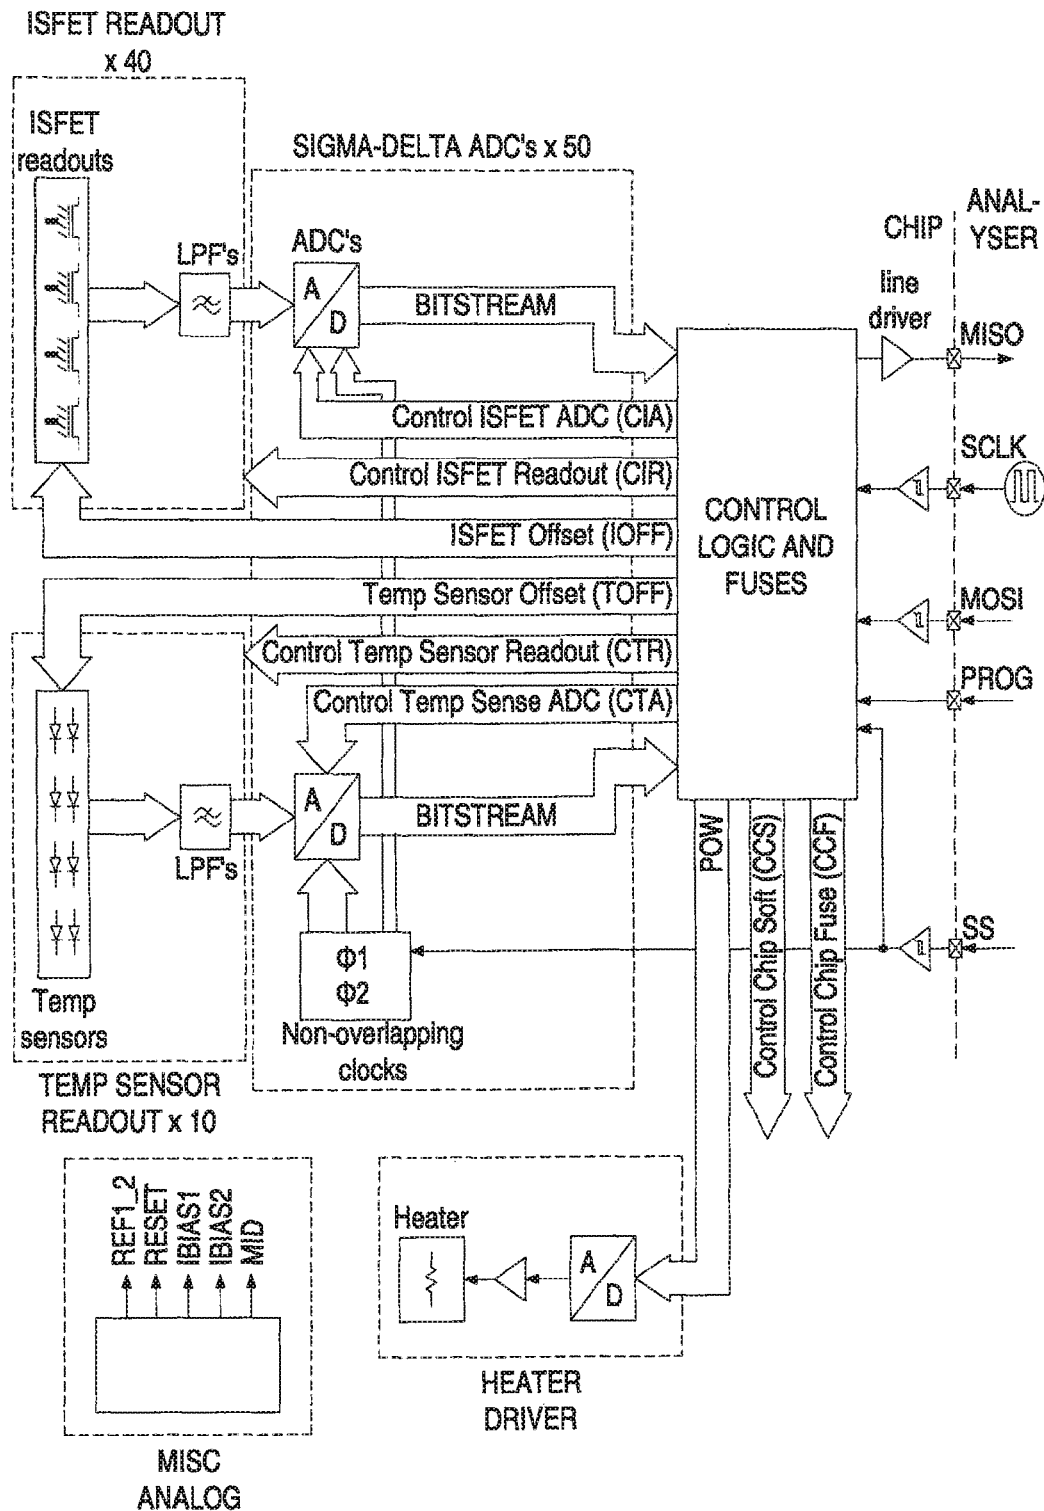 ISFET READOUT
x 40
ISFET
readouts
SIGMA-DELTA ADC's x 50
LPF's
ADC's
A
D
BITSTREAM
CHIP
ANAL-
YSER
line
driver
MISO
Control ISFET ADC (CIA)
Control ISFET Readout (CIR)
ISFET Offset (IOFF)
SCLK
CONTROL
LOGIC AND
FUSES
Temp Sensor Offset (TOFF)
MOSI
Control Temp Sensor Readout (CTR)
Control Temp Sense ADC (CTA)
PROG
A
D
BITSTREAM
LPF's
POW
Control Chip Soft (CCS)
Control Chip Fuse (CCF)
SS
Φ1
Φ2
Temp
sensors
Non-overlapping
clocks
TEMP SENSOR
READOUT x 10
REF1_2
RESET
IBIAS1
IBIAS2
MID
Heater
A
D
HEATER
DRIVER
MISC
ANALOG